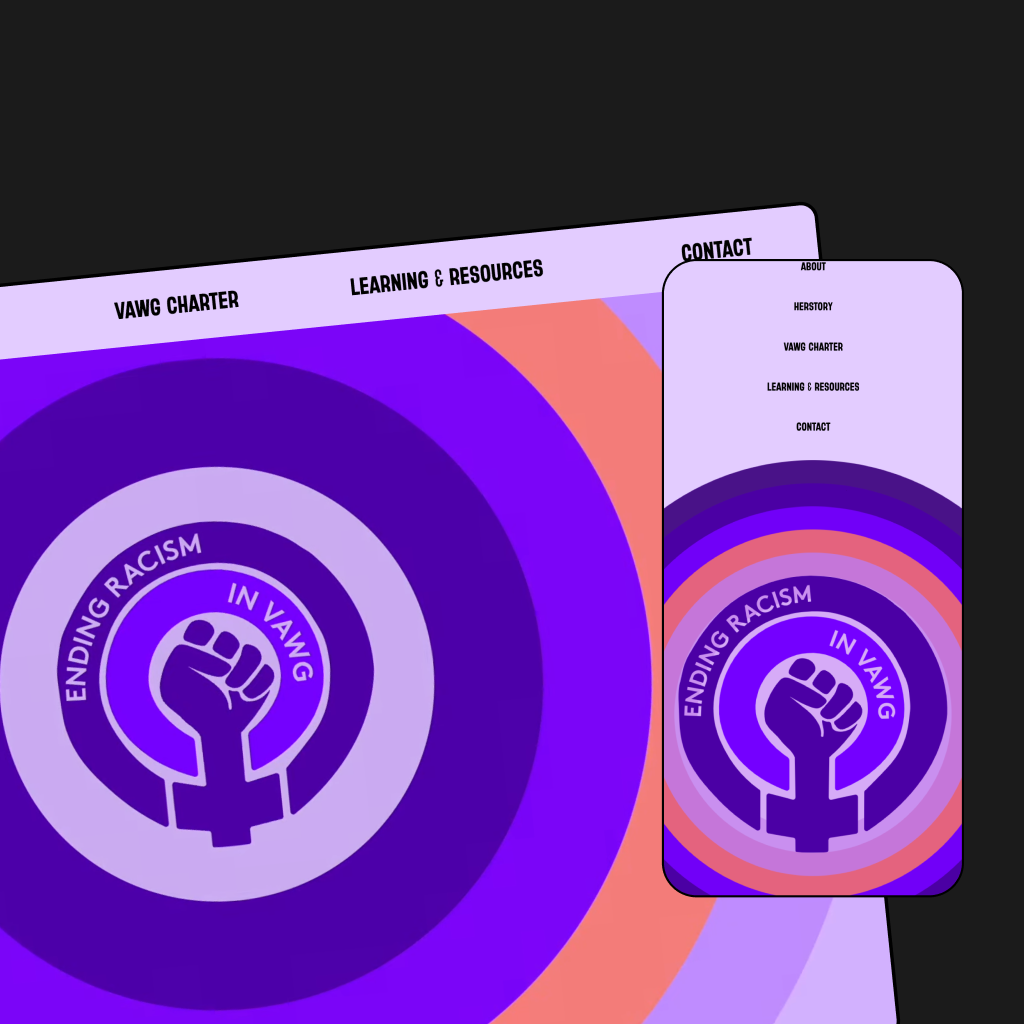 VAWG CHARTER
LEARNING & RESOURCES
CONTACT
ENDING RACISM
IN VAWG
ABOUT
HERSTORY
VAWG CHARTER
LEARNING & RESOURCES
CONTACT
ENDING RACISM
IN VAWG